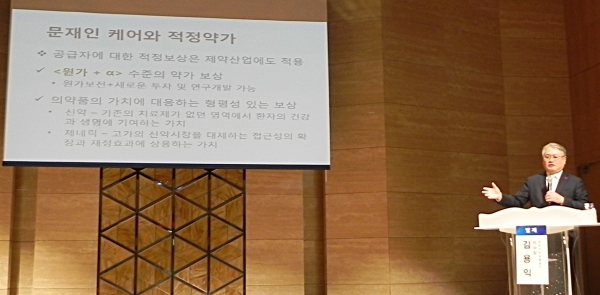 문재인 케어와 적정약가
❖ 공급자에 대한 적정보상은 제약산업에도 적용
✓ <원가 + α> 수준의 약가 보상
• 원가보전+새로운 투자 및 연구개발 가능
✓ 의약품의 가치에 대응하는 형평성 있는 보상
• 신약 – 기존의 치료제가 없던 영역에서 환자의 건강
과 생명에 기여하는 가치
• 제네릭 – 고가의 신약시장을 대체하는 접근성의 확
장과 재정효과에 상응하는 가치
발제
김용익